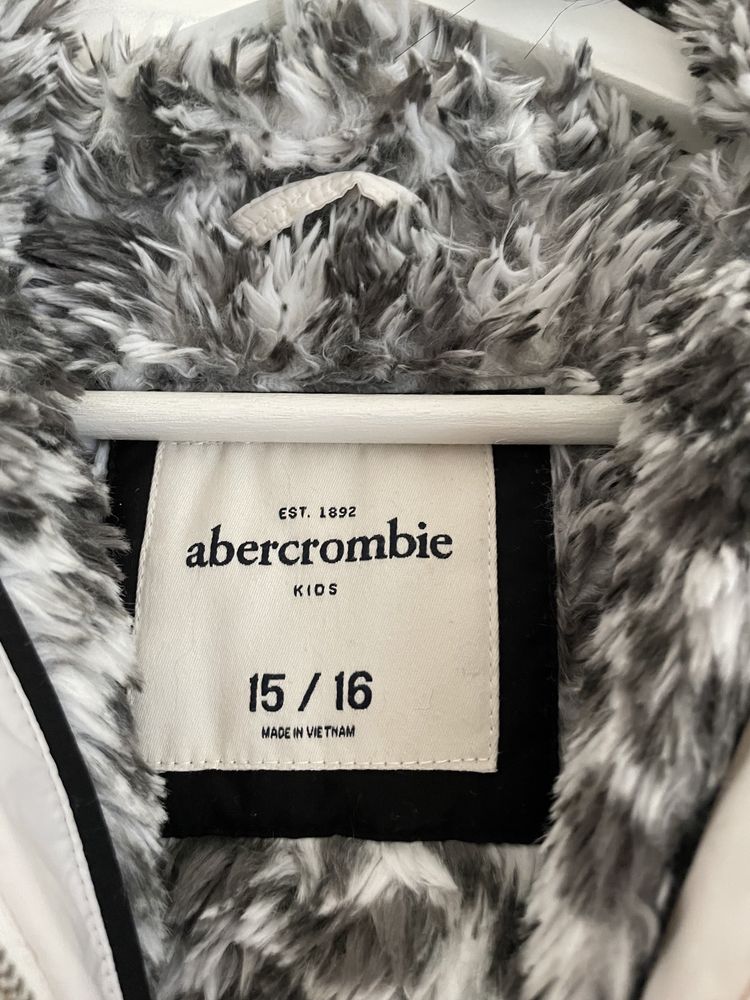 EST. 1892
abercrombie
KIDS
15 / 16
MADE IN VIETNAM